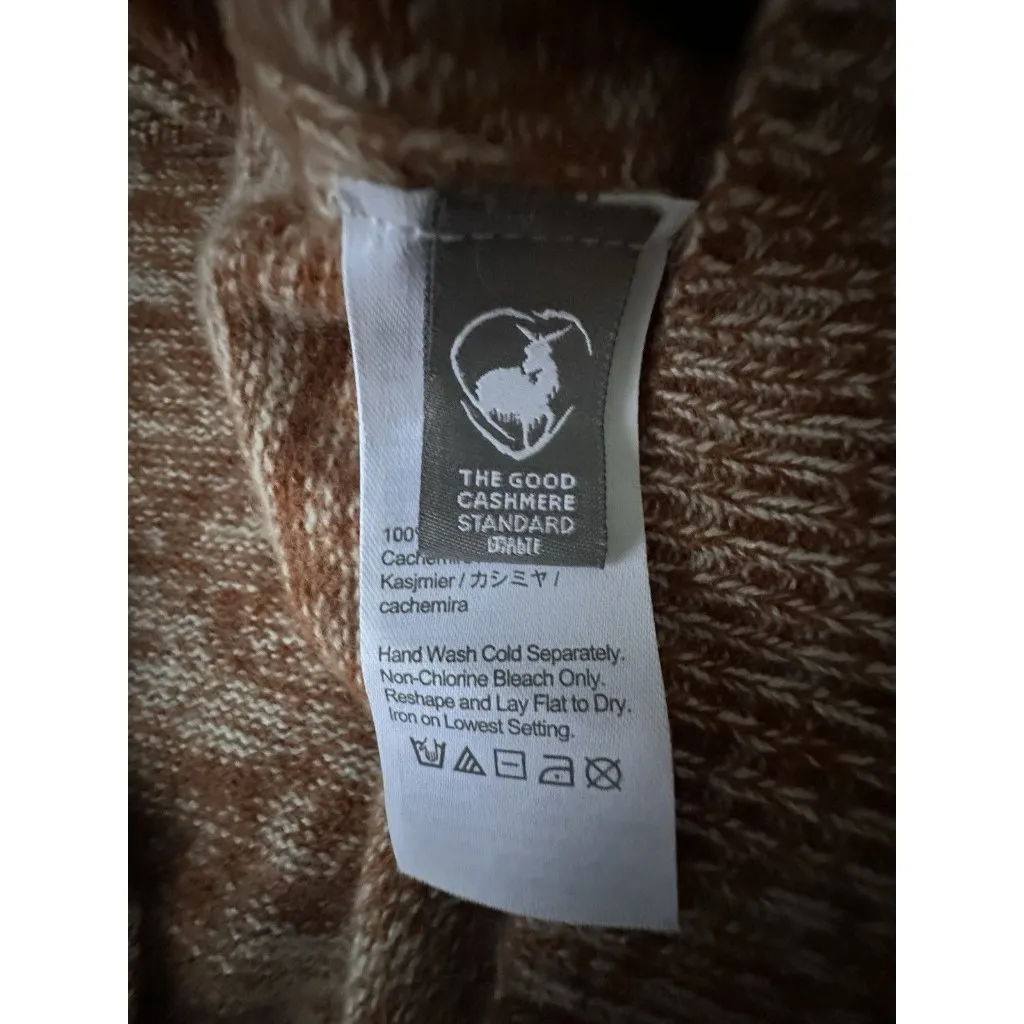 THE GOOD
CASHMERE
STANDARD
100%
Kasjmier / カシミヤ /
cachemira
Hand Wash Cold Separately.
Non-Chlorine Bleach Only.
Reshape and Lay Flat to Dry.
Iron on Lowest Setting.